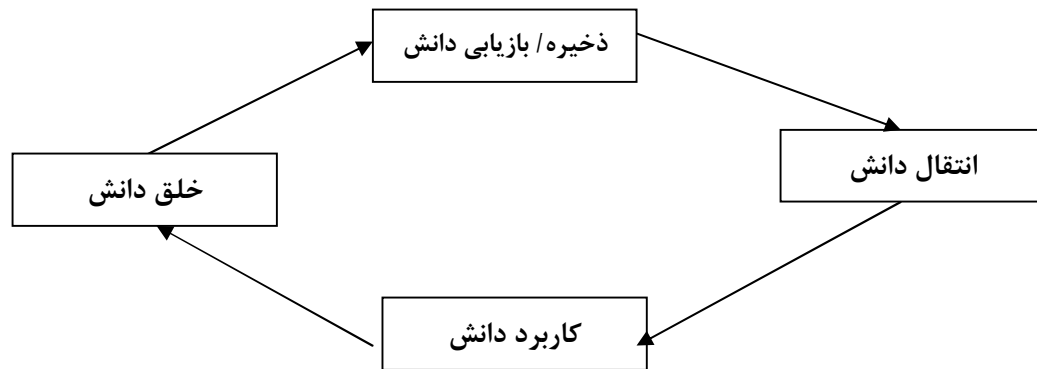 ذخیره/ بازیابی دانش
انتقال دانش
خلق دانش
کاربرد دانش